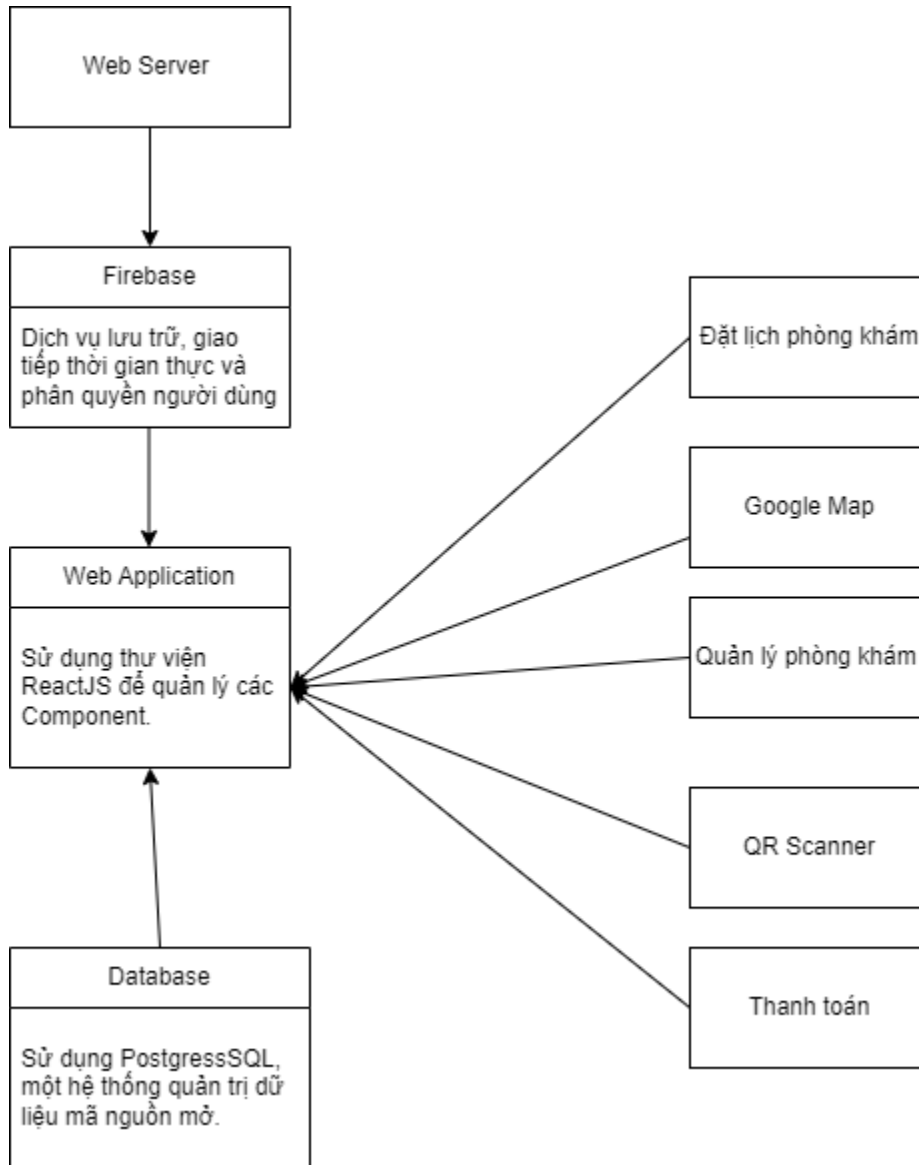 Web Server
Firebase
Dịch vụ lưu trữ, giao
tiếp thời gian thực và
phân quyền người dùng
Đặt lịch phòng khám
Google Map
Web Application
Sử dụng thư viện
ReactJS để quản lý các
Component.
Quản lý phòng khám
QR Scanner
Database
Sử dụng PostgressSQL,
một hệ thống quản trị dữ
liệu mã nguồn mở.
Thanh toán